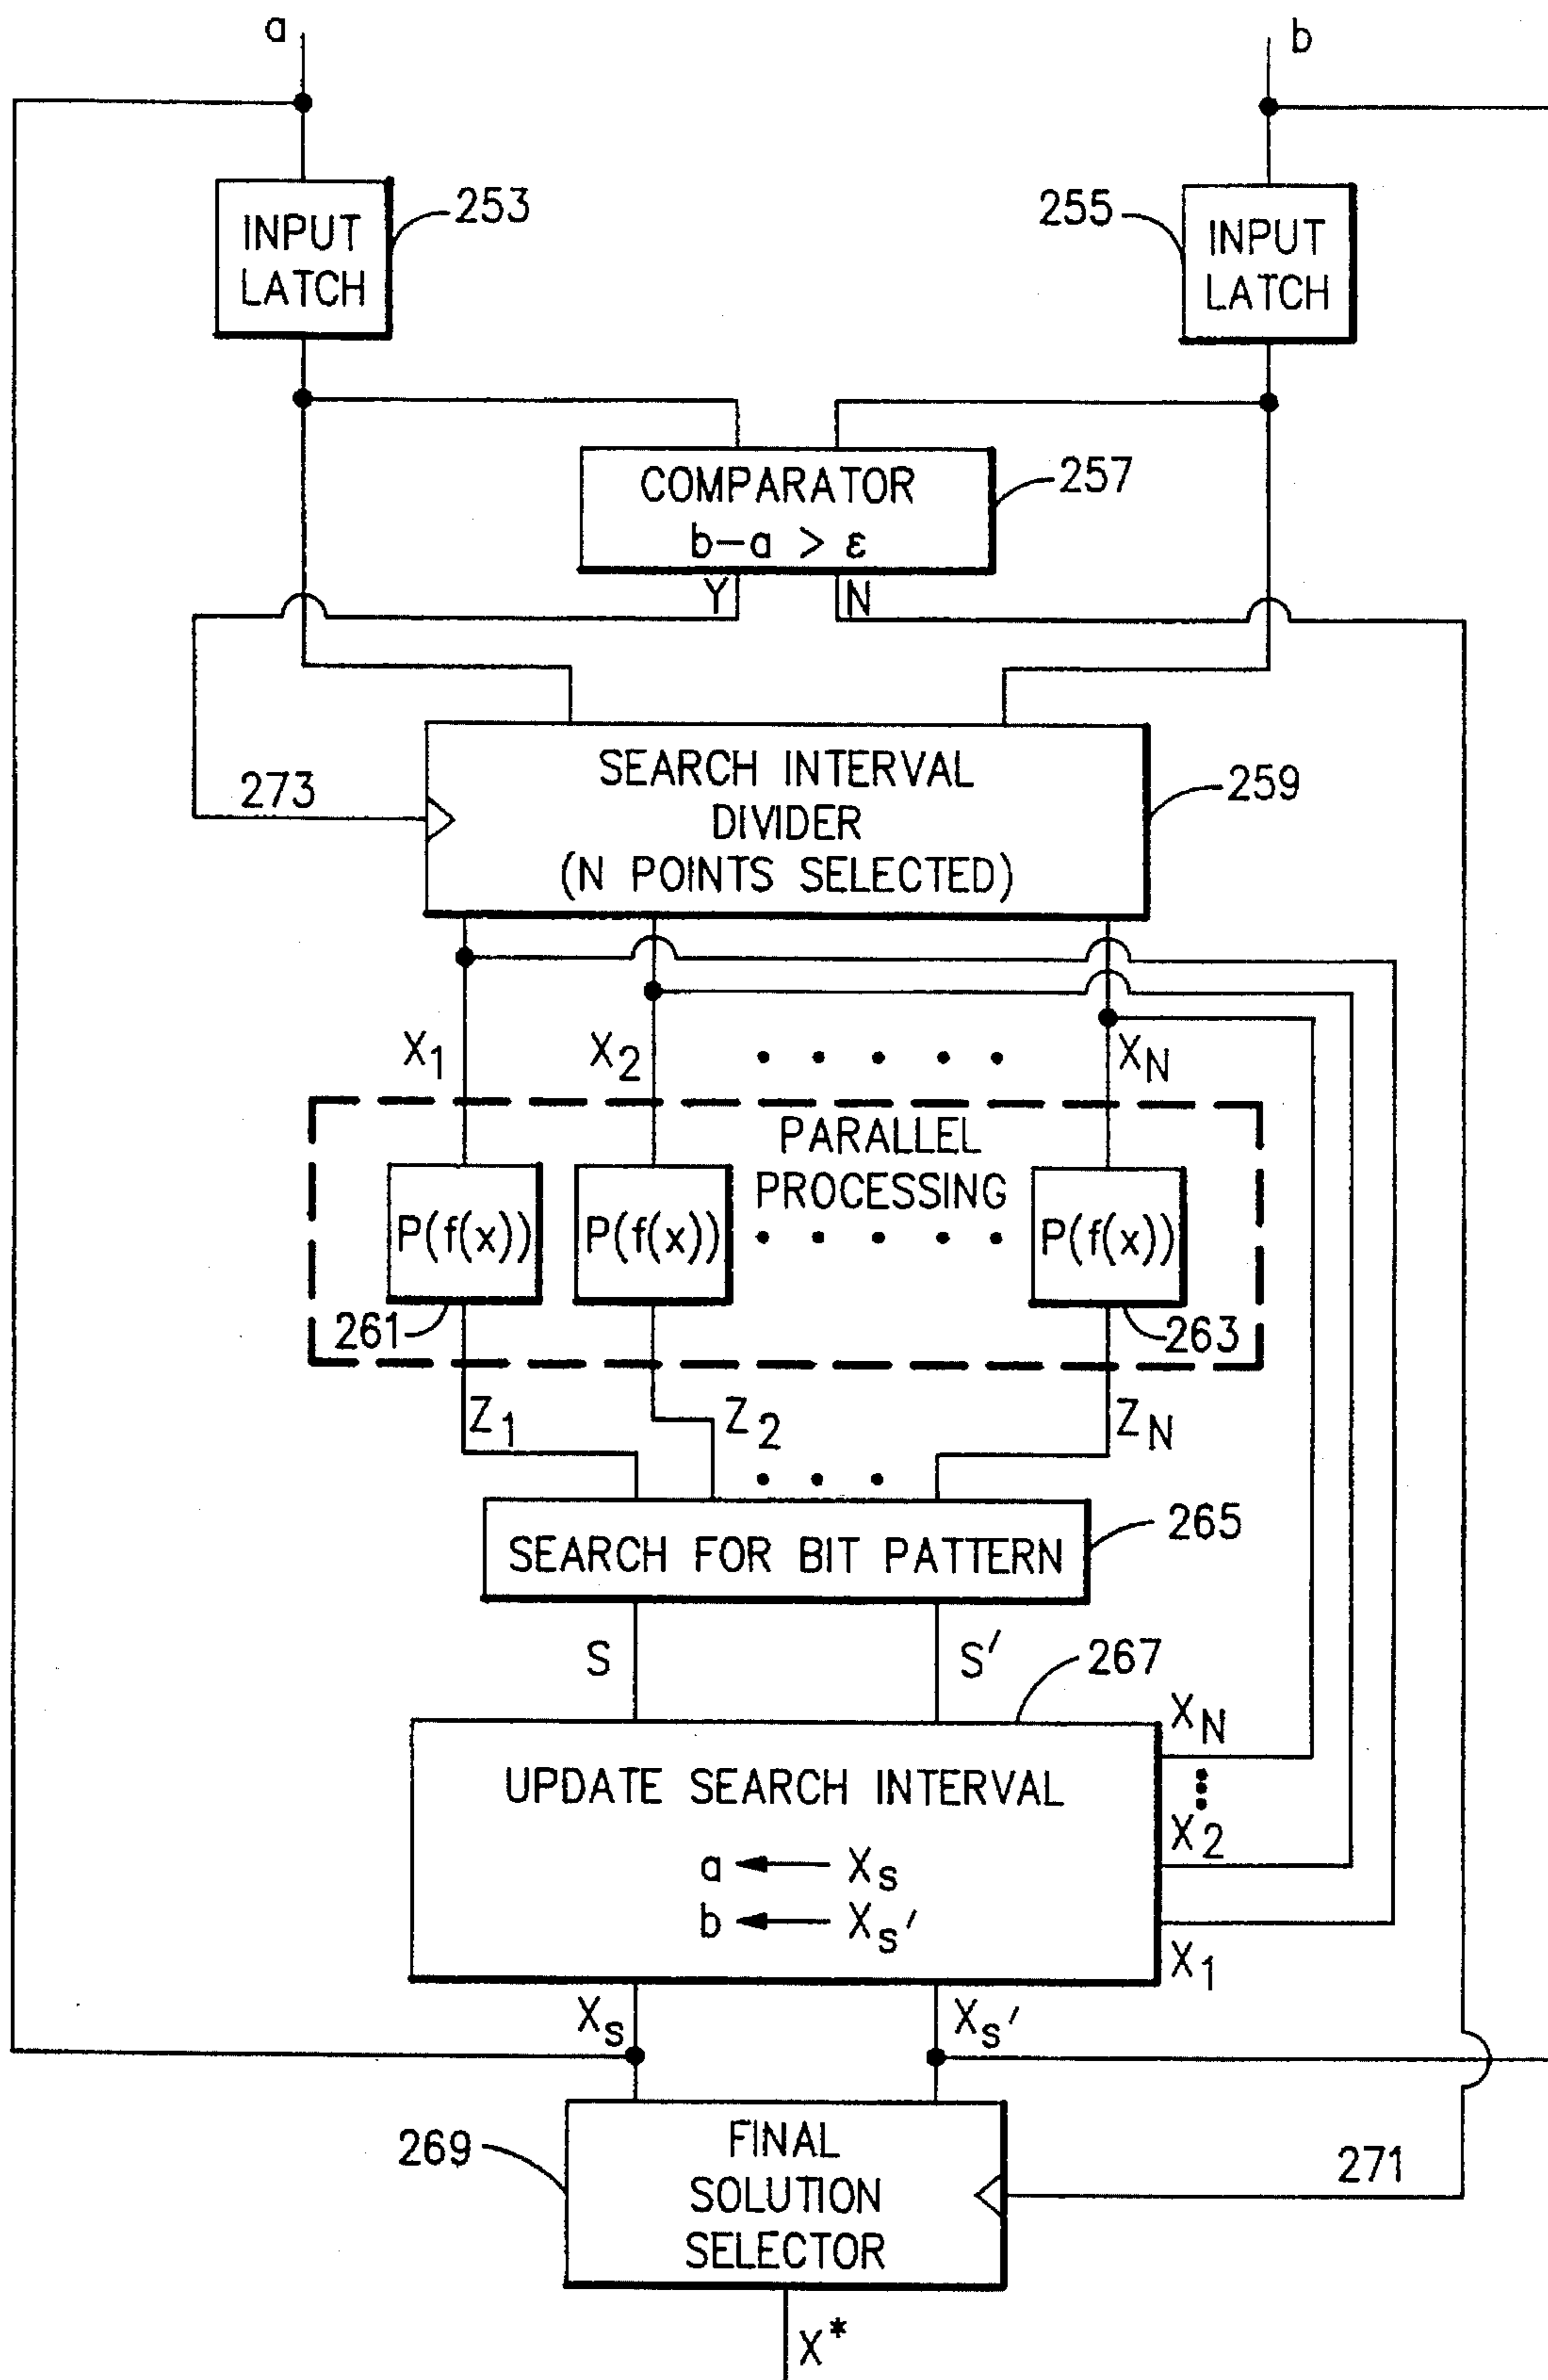 a
b
INPUT
LATCH
253
255
INPUT
LATCH
COMPARATOR
b-a > ε
257
Y
N
273
SEARCH INTERVAL
DIVIDER
(N POINTS SELECTED)
259
X1
X2
. . . . .
XN
PARALLEL
PROCESSING
P(f(x))
P(f(x))
. . . . .
P(f(x))
261
263
Z1
Z2
. . .
ZN
SEARCH FOR BIT PATTERN
265
S
S'
267
UPDATE SEARCH INTERVAL
a ← Xs
b ← Xs'
XN
X2
X1
Xs
Xs'
FINAL
SOLUTION
SELECTOR
269
271
X*